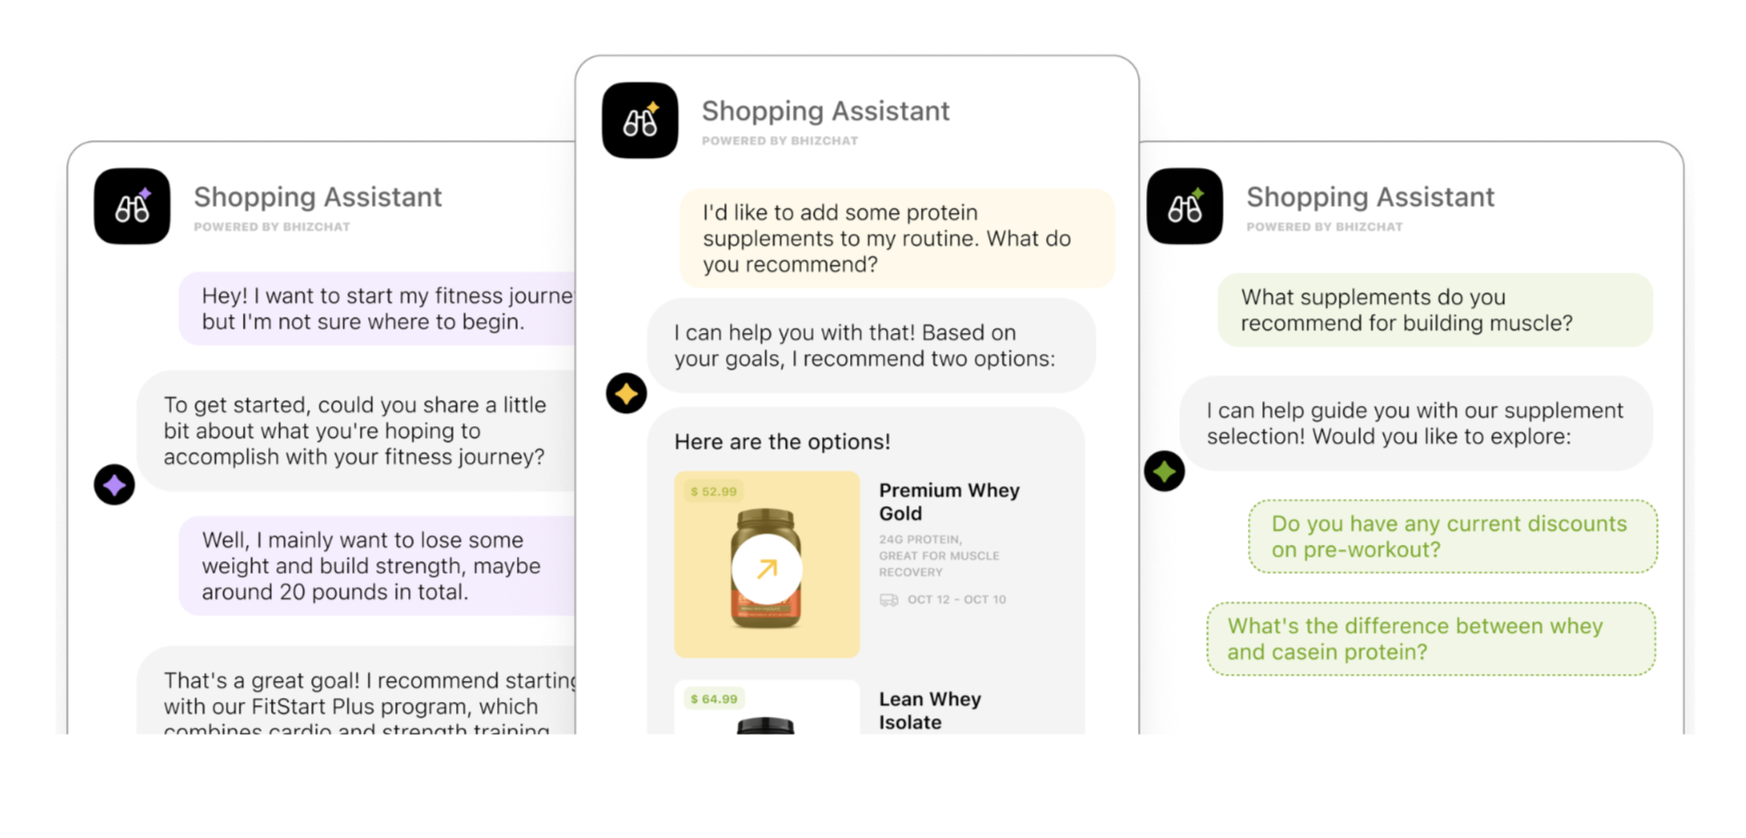 Shopping Assistant
POWERED BY BHIZCHAT
Hey! I want to start my fitness
but I'm not sure where to begin.
To get started, could you share a little
bit about what you're hoping to
accomplish with your fitness journey?
Well, I mainly want to lose some
weight and build strength, maybe
around 20 pounds in total.
That's a great goal! I recommend starting
with our FitStart Plus program, which
combines cardio and strength training
Shopping Assistant
POWERED BY BHIZCHAT
I'd like to add some protein
supplements to my routine. What do
you recommend?
I can help you with that! Based on
your goals, I recommend two options:
Here are the options!
$ 52.99
Premium Whey
Gold
24G PROTEIN,
GREAT FOR MUSCLE
RECOVERY
OCT 12 - OCT 10
$ 64.99
Lean Whey
Isolate
Shopping Assistant
POWERED BY BHIZCHAT
What supplements do you
recommend for building muscle?
I can help guide you with our supplement
selection! Would you like to explore:
Do you have any current discounts
on pre-workout?
What's the difference between whey
and casein protein?